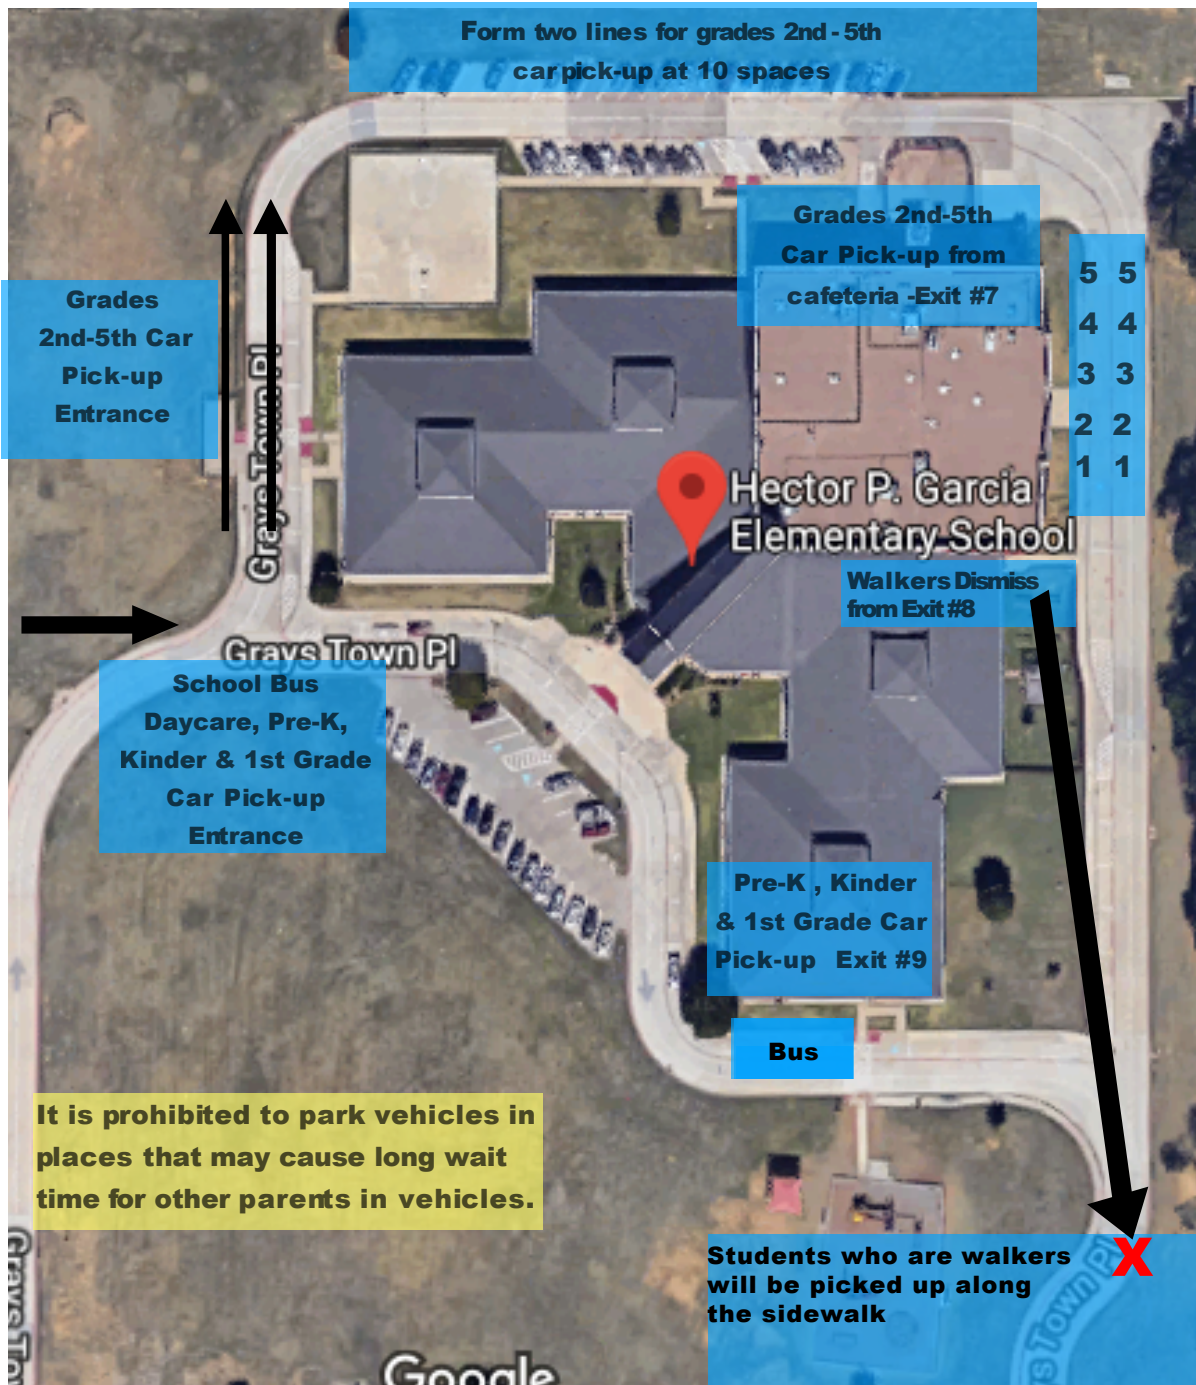 Form two lines for grades 2nd - 5th
car pick-up at 10 spaces
Grades 2nd-5th
Car Pick-up from
cafeteria -Exit #7
5 5
4 4
3 3
2 2
1 1
Grades
2nd-5th Car
Pick-up
Entrance
Grays Town Pl
Hector P. Garcia
Elementary School
Walkers Dismiss
from Exit #8
Grays Town Pl
School Bus
Daycare, Pre-K,
Kinder & 1st Grade
Car Pick-up
Entrance
Pre-K , Kinder
& 1st Grade Car
Pick-up Exit #9
Bus
It is prohibited to park vehicles in
places that may cause long wait
time for other parents in vehicles.
Students who are walkers
will be picked up along
the sidewalk
X
Grays To
ys Town Pl
Google